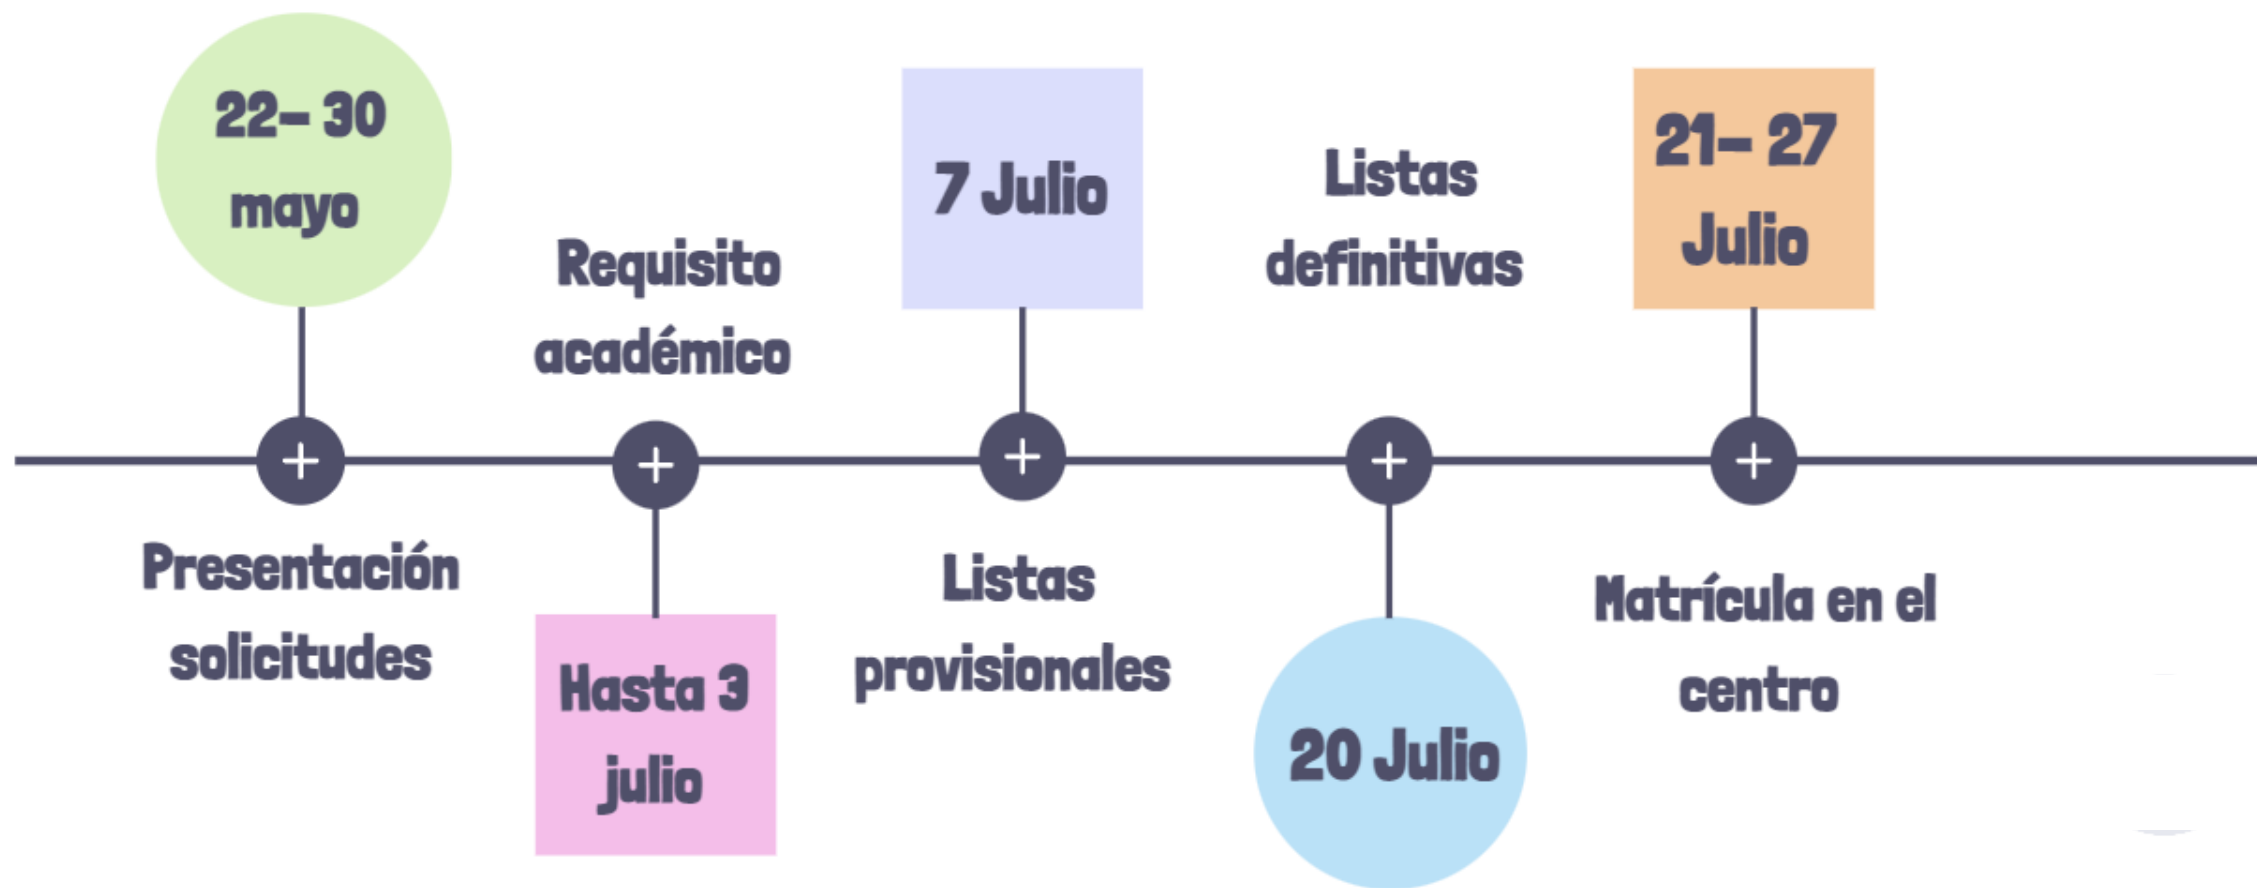 22- 30
mayo
Presentación
solicitudes
Requisito
académico
Hasta 3
julio
7 Julio
Listas
provisionales
Listas
definitivas
20 Julio
21- 27
Julio
Matrícula en el
centro